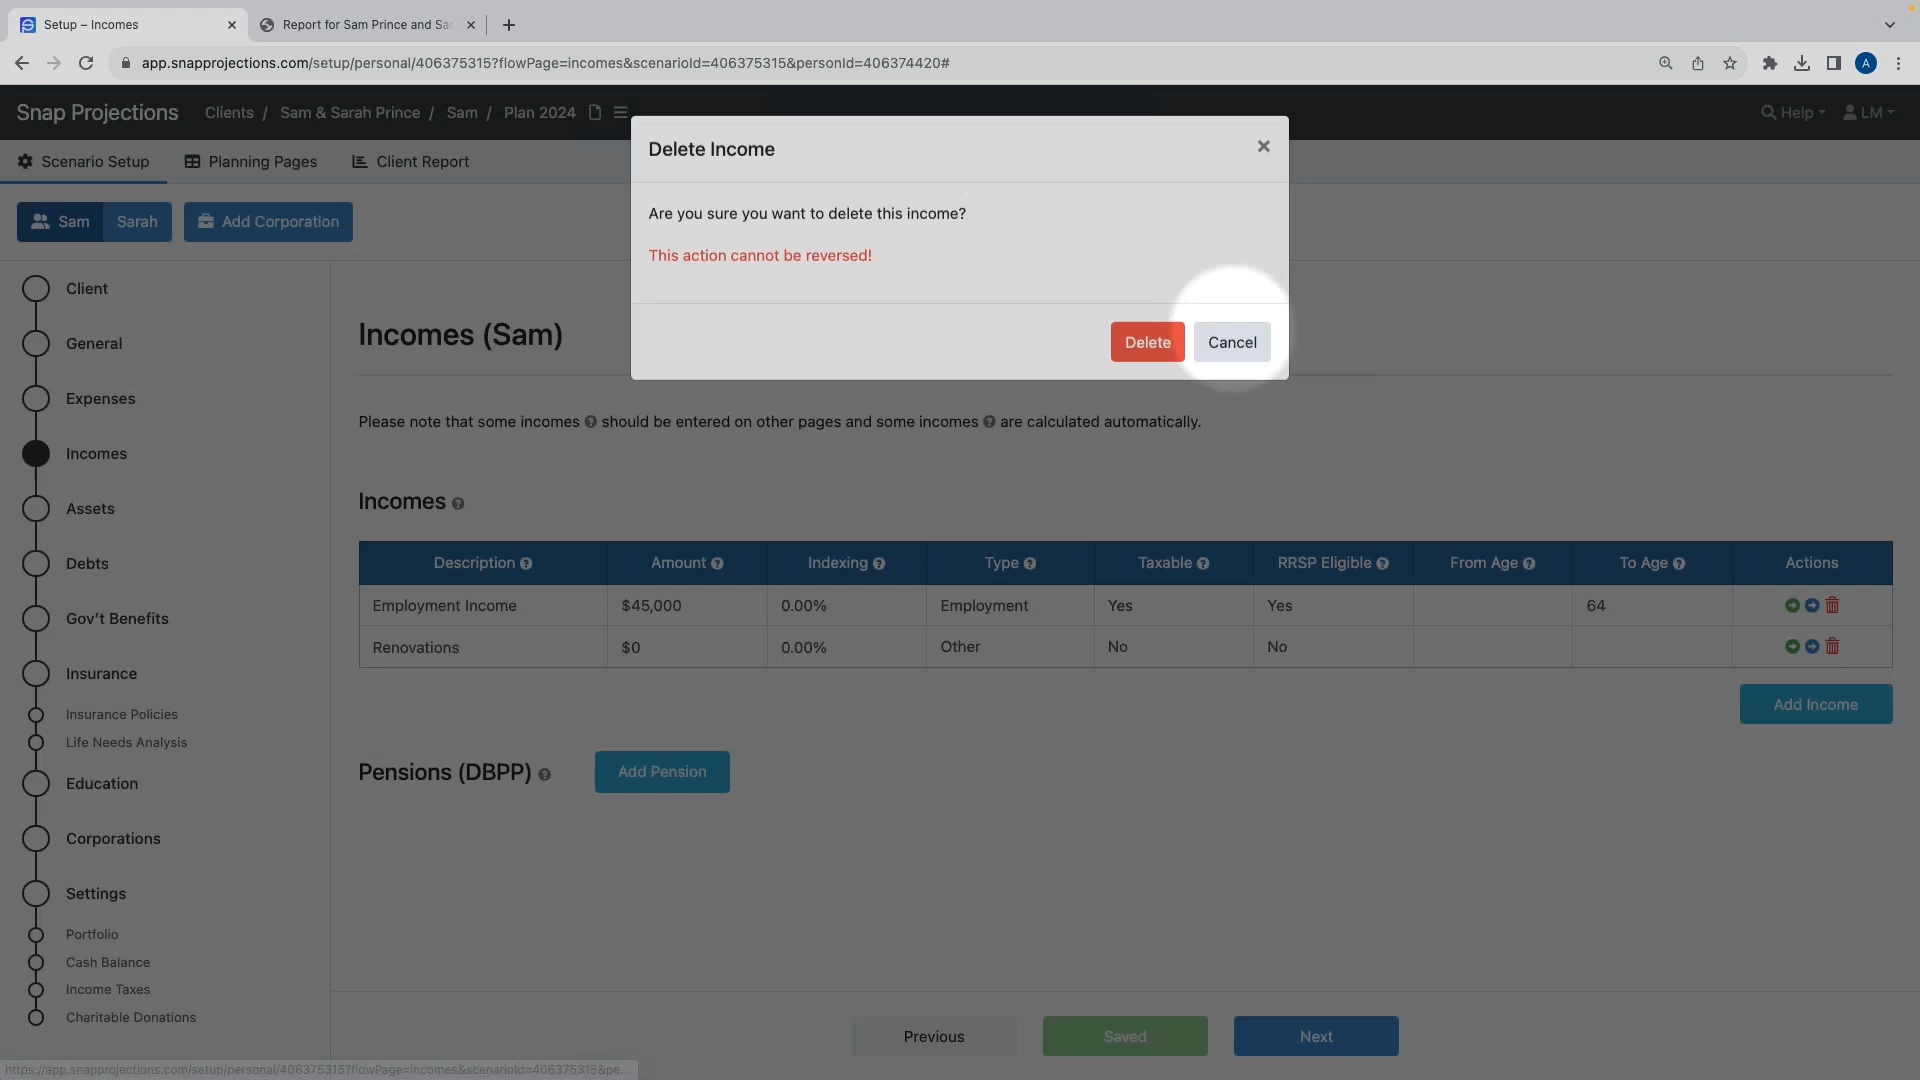 Setup – Incomes
Report for Sam Prince and Sa
app.snapprojections.com/setup/personal/406375315?flowPage=incomes&scenarioId=406375315&personId=406374420#
A
Snap Projections
Clients / Sam & Sarah Prince / Sam / Plan 2024
Help
LM
Scenario Setup
Planning Pages
Client Report
Sam
Sarah
Add Corporation
Delete Income
×
Are you sure you want to delete this income?
This action cannot be reversed!
Delete
Cancel
Client
General
Expenses
Incomes
Assets
Debts
Gov't Benefits
Insurance
Insurance Policies
Life Needs Analysis
Education
Corporations
Settings
Portfolio
Cash Balance
Income Taxes
Charitable Donations
Incomes (Sam)
Please note that some incomes ? should be entered on other pages and some incomes ? are calculated automatically.
Incomes ?
Description ? Amount ? Indexing ? Type ? Taxable ? RRSP Eligible ? From Age ? To Age ? Actions
Employment Income $45,000 0.00% Employment Yes Yes 64
Renovations $0 0.00% Other No No
Add Income
Pensions (DBPP) ?
Add Pension
Previous
Saved
Next
https://app.snapprojections.com/setup/personal/406375315?flowPage=incomes&scenarioId=406375315&pe...